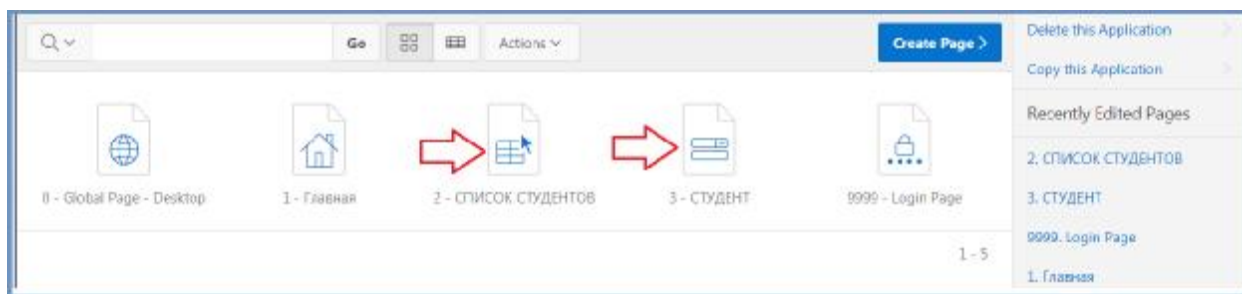 Go
Actions
Create Page
0 - Global Page - Desktop
1 - Главная
2 - СПИСОК СТУДЕНТОВ
3 - СТУДЕНТ
9999 - Login Page
1 - 5
Delete this Application
Copy this Application
Recently Edited Pages
2. СПИСОК СТУДЕНТОВ
3. СТУДЕНТ
9999. Login Page
1. Главная